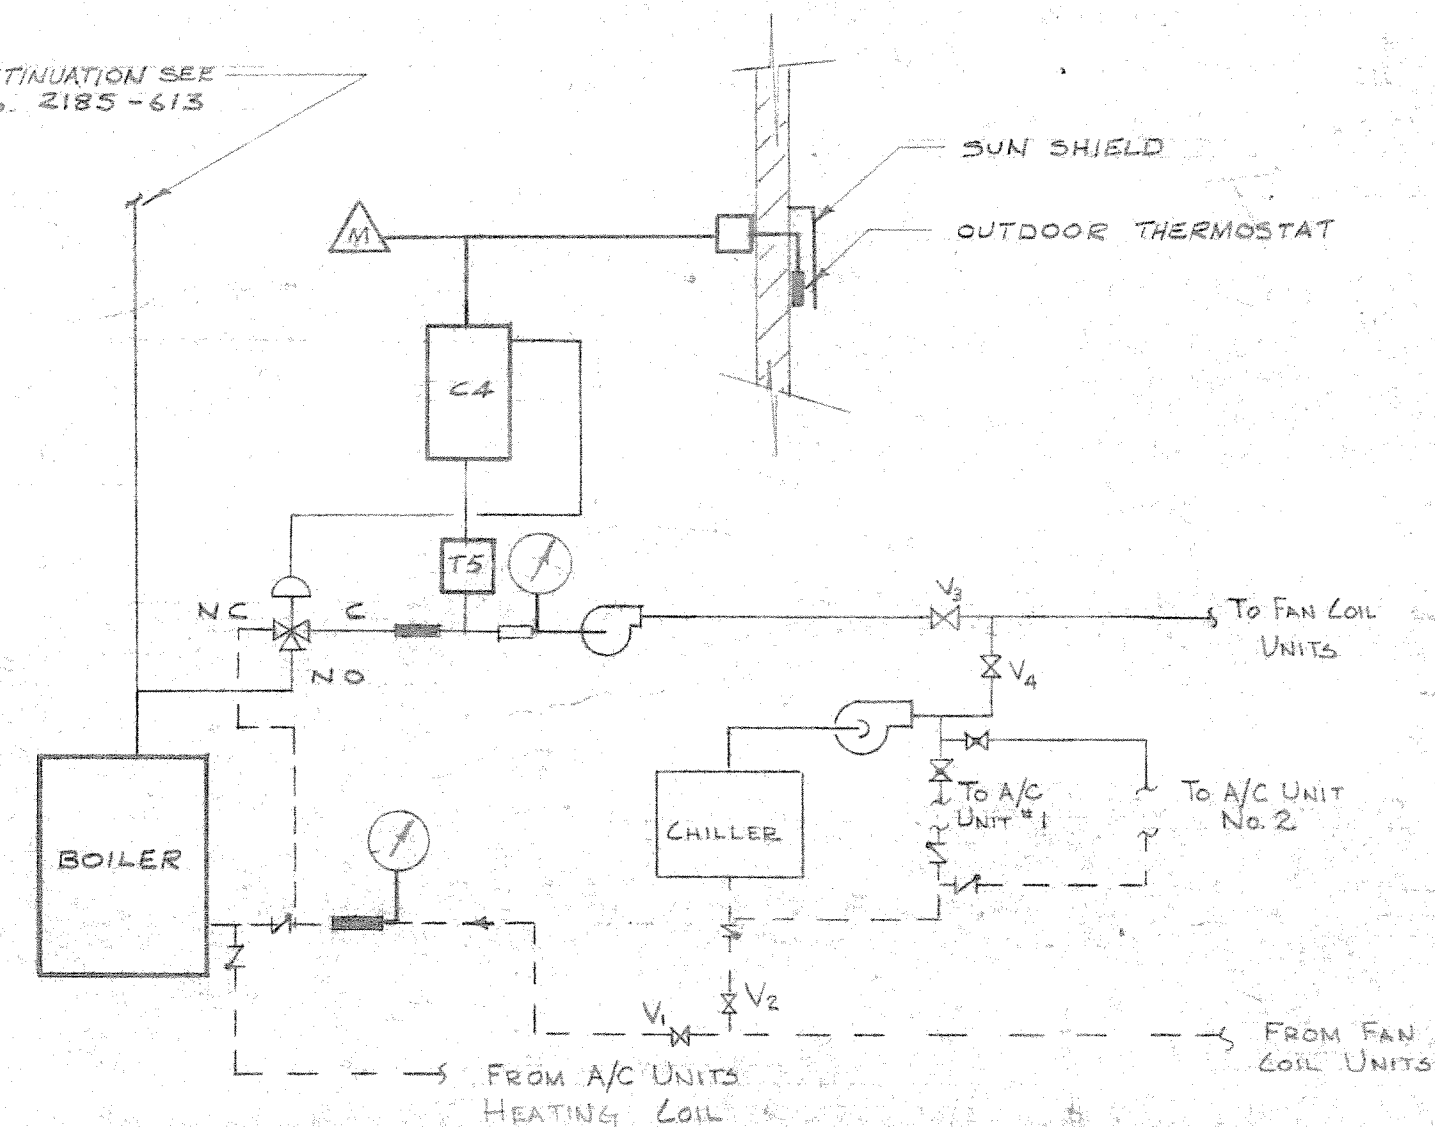 TINUATION SEE
2185-613
SUN SHIELD
OUTDOOR THERMOSTAT
M
C4
T5
NC
C
NO
V3
TO FAN COIL
UNITS
V4
TO A/C
UNIT #1
TO A/C UNIT
No. 2
CHILLER
BOILER
V1
V2
FROM FAN
COIL UNITS
FROM A/C UNITS
HEATING COIL